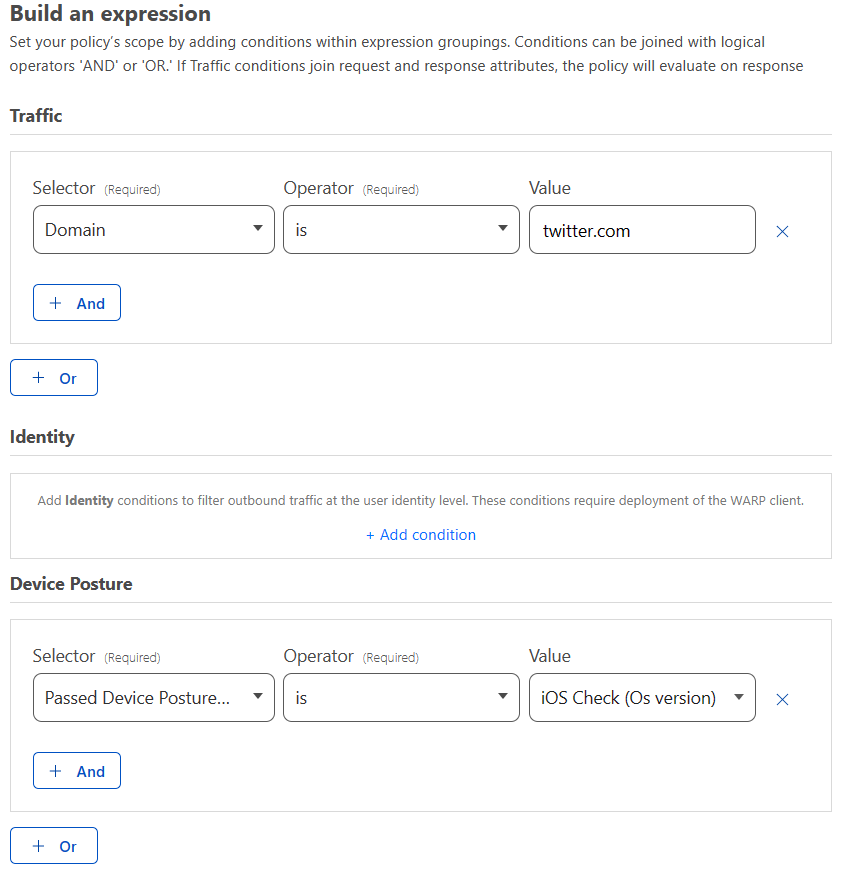 Build an expression
Set your policy’s scope by adding conditions within expression groupings. Conditions can be joined with logical
operators 'AND' or 'OR.' If Traffic conditions join request and response attributes, the policy will evaluate on response
Traffic
Selector (Required) Operator (Required) Value
Domain is twitter.com
+ And
+ Or
Identity
Add Identity conditions to filter outbound traffic at the user identity level. These conditions require deployment of the WARP client.
+ Add condition
Device Posture
Selector (Required) Operator (Required) Value
Passed Device Posture... is iOS Check (Os version)
+ And
+ Or